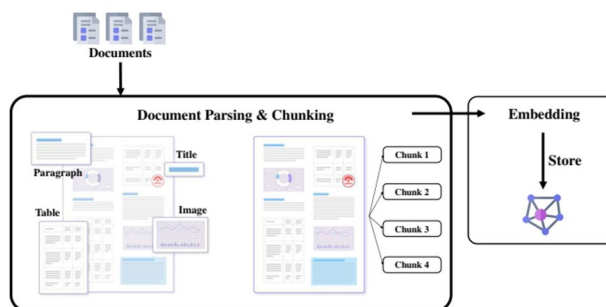 Documents
Document Parsing & Chunking
Embedding
Title
Paragraph
Table
Image
Chunk 1
Chunk 2
Chunk 3
Chunk 4
Store